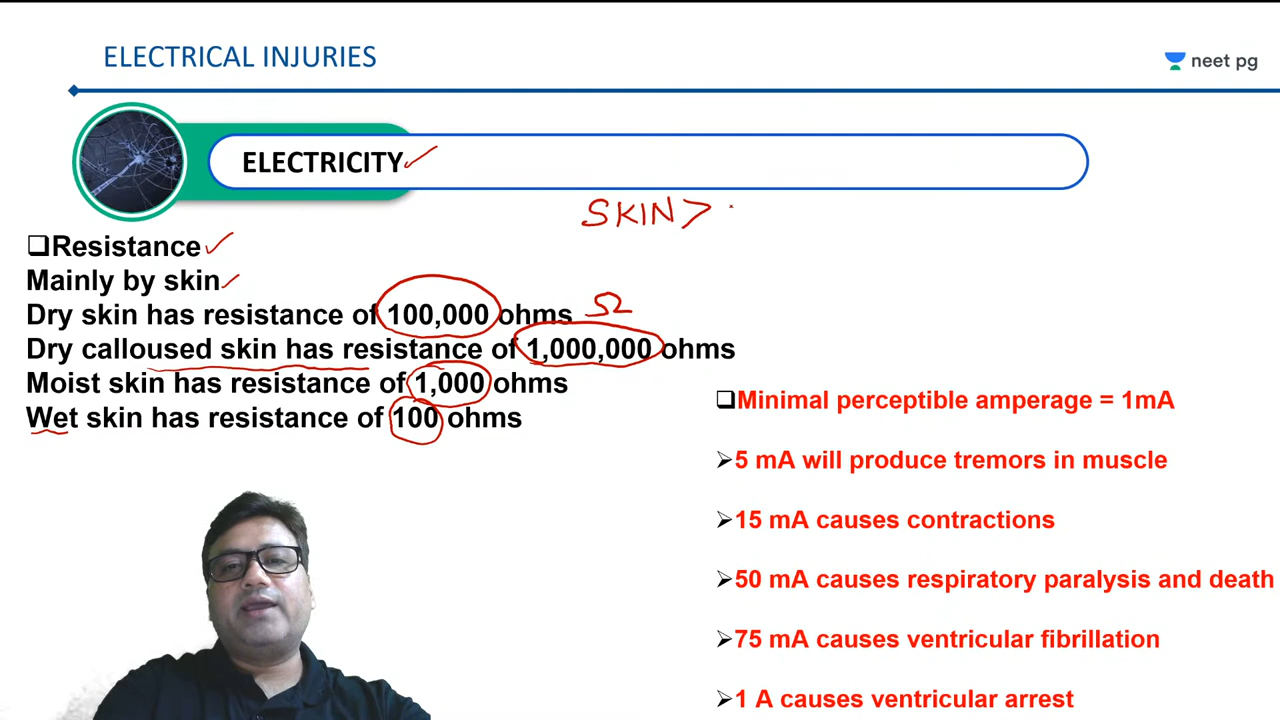 ELECTRICAL INJURIES
neet pg
ELECTRICITY
SKIN >
❑Resistance
Mainly by skin
Dry skin has resistance of 100,000 ohms Ω
Dry calloused skin has resistance of 1,000,000 ohms
Moist skin has resistance of 1,000 ohms
Wet skin has resistance of 100 ohms
❑Minimal perceptible amperage = 1mA
➢5 mA will produce tremors in muscle
➢15 mA causes contractions
➢50 mA causes respiratory paralysis and death
➢75 mA causes ventricular fibrillation
➢1 A causes ventricular arrest